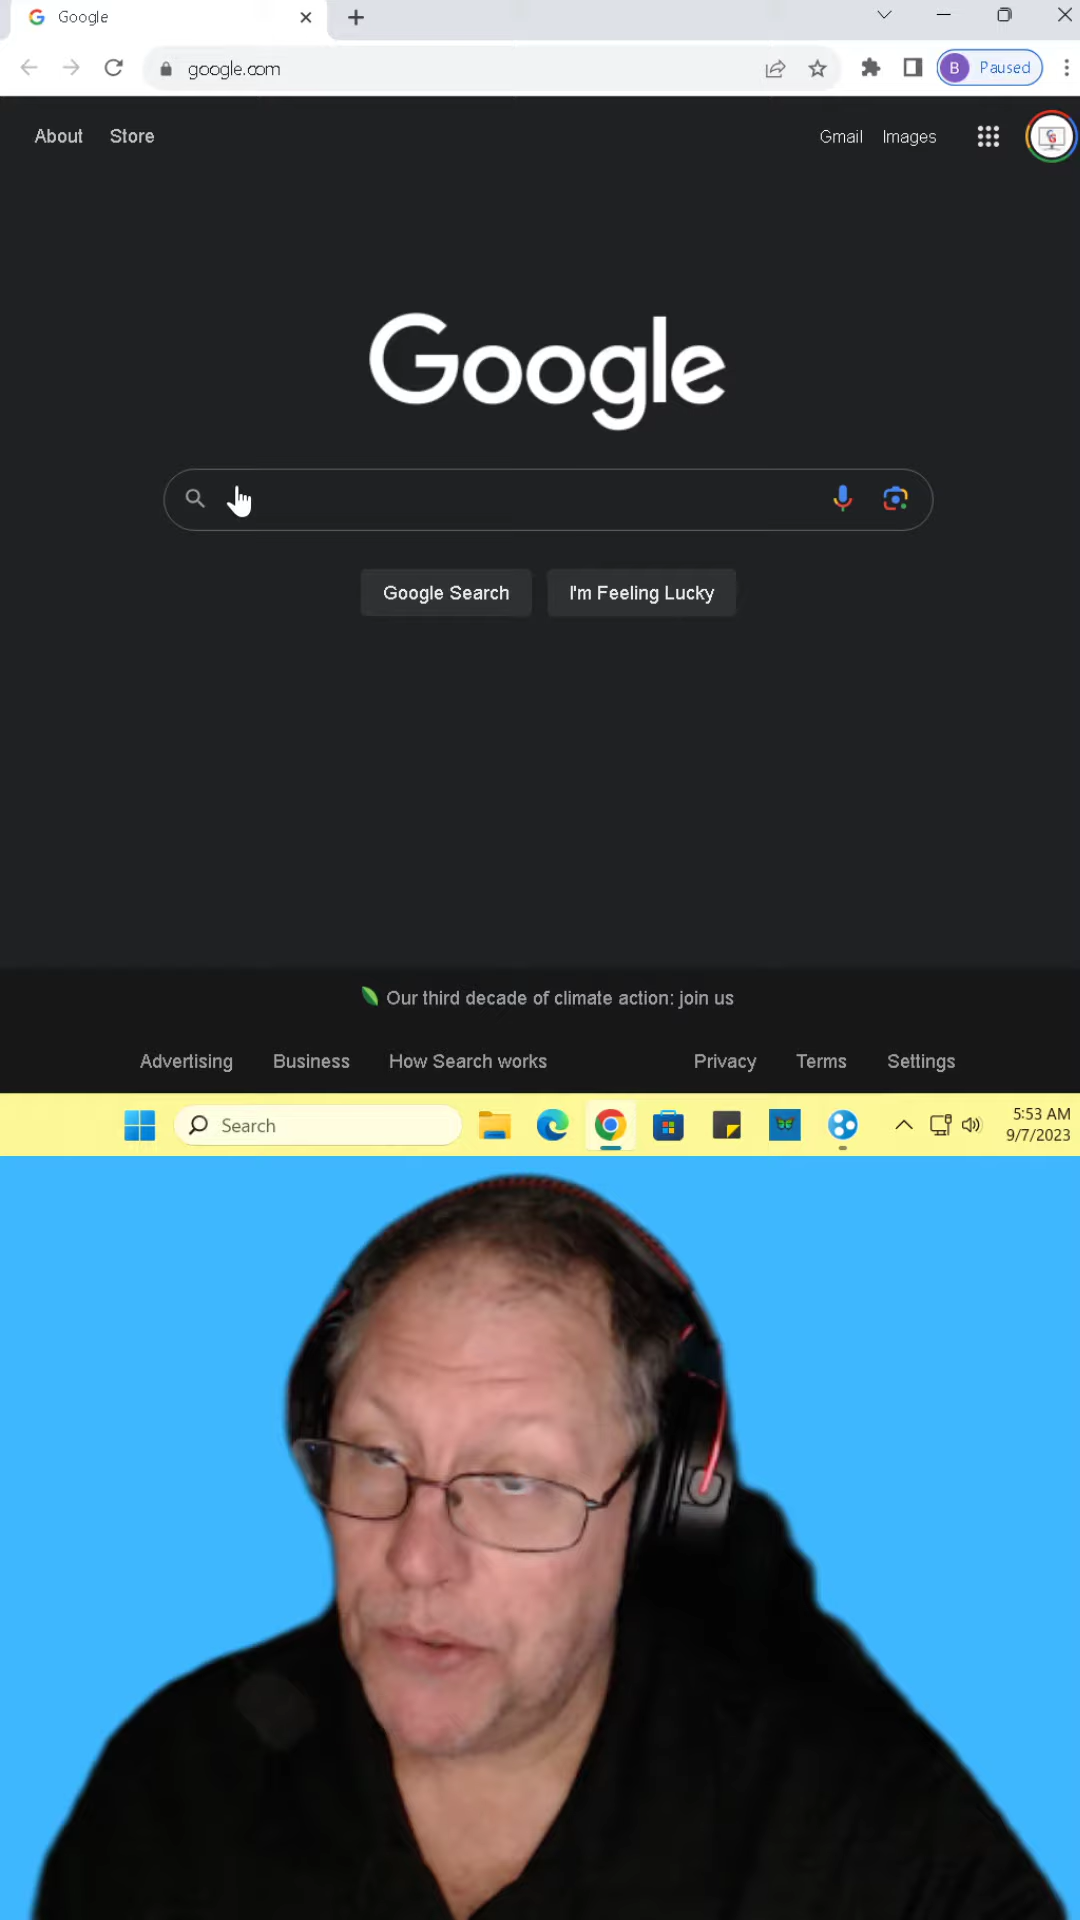 Google
google.com
B Paused
About Store Gmail Images
Google
Google Search I'm Feeling Lucky
Our third decade of climate action: join us
Advertising Business How Search works Privacy Terms Settings
Search 5:53 AM
9/7/2023